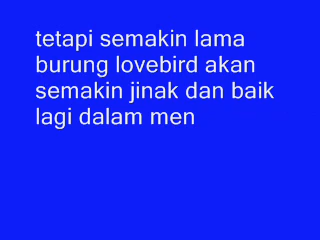 tetapi semakin lama
burung lovebird akan
semakin jinak dan baik
lagi dalam men